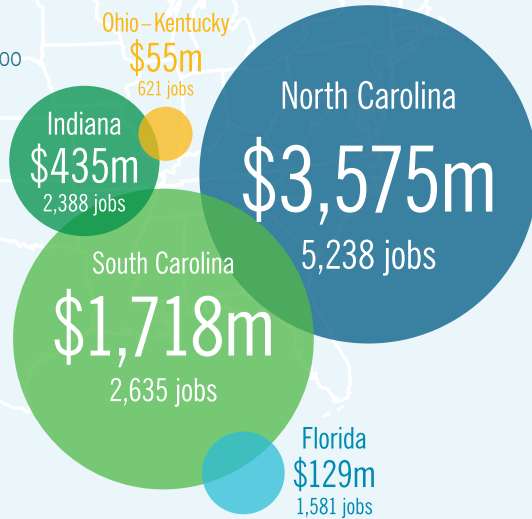 Ohio–Kentucky
$55m
621 jobs
Indiana
$435m
2,388 jobs
North Carolina
$3,575m
5,238 jobs
South Carolina
$1,718m
2,635 jobs
Florida
$129m
1,581 jobs